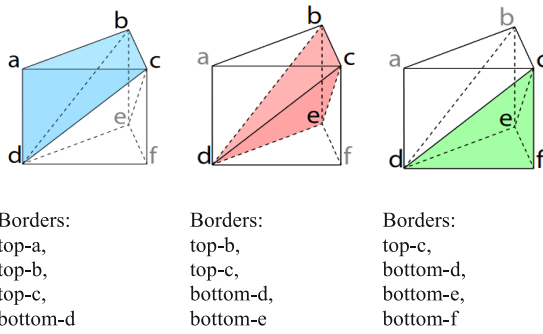 b
a
c
e
d
f
b
a
c
e
d
f
b
a
c
e
d
f
Borders:
top-a,
top-b,
top-c,
bottom-d
Borders:
top-b,
top-c,
bottom-d,
bottom-e
Borders:
top-c,
bottom-d,
bottom-e,
bottom-f